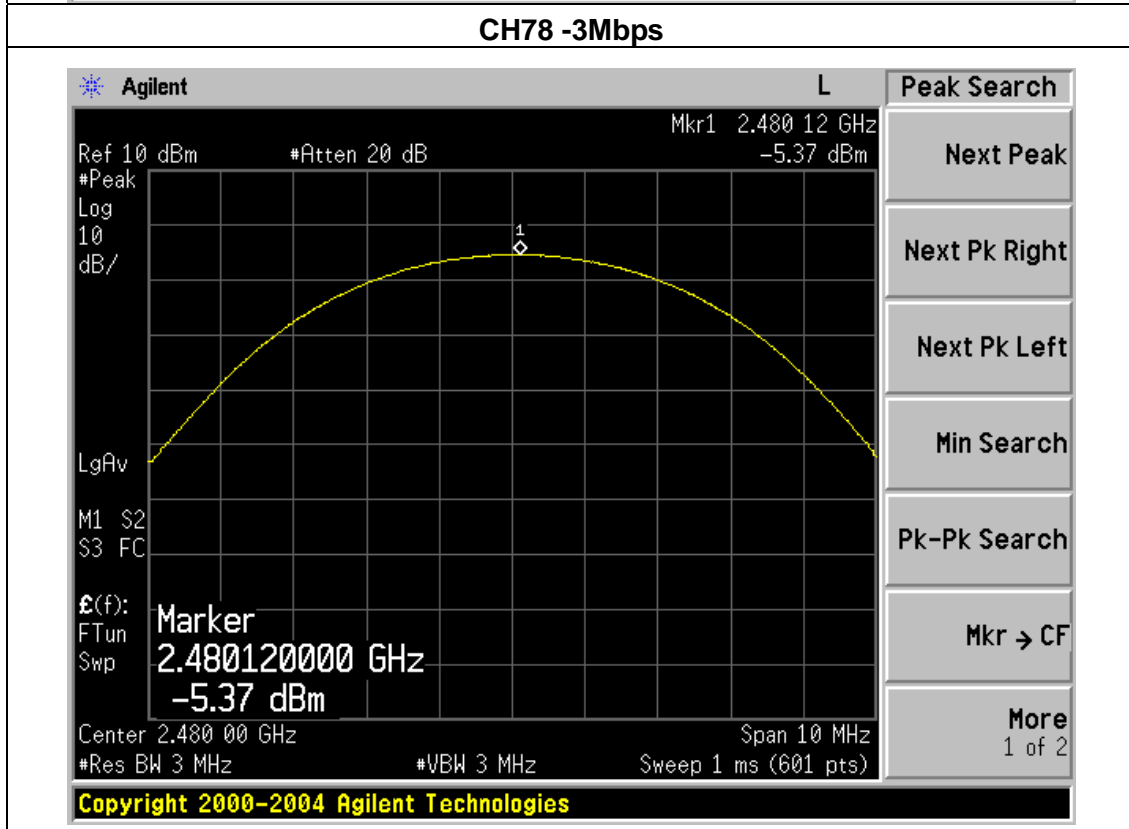 CH78 -3Mbps
Agilent L Peak Search
Mkr1 2.480 12 GHz
Ref 10 dBm #Atten 20 dB -5.37 dBm
#Peak
Log
10
dB/
1
LgAv
M1 S2
S3 FC
£(f):
FTun
Swp
Marker
2.480120000 GHz
-5.37 dBm
Center 2.480 00 GHz Span 10 MHz
#Res BW 3 MHz #VBW 3 MHz Sweep 1 ms (601 pts)
Next Peak
Next Pk Right
Next Pk Left
Min Search
Pk-Pk Search
Mkr → CF
More
1 of 2
Copyright 2000-2004 Agilent Technologies